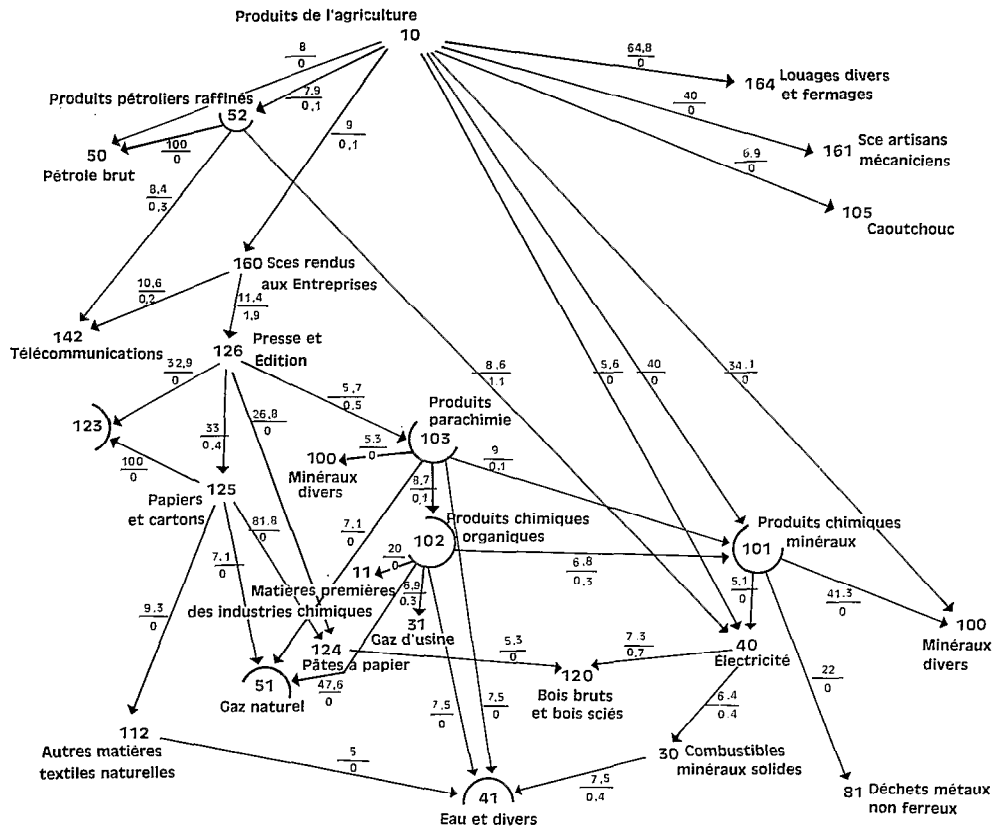 Produits de l'agriculture
10
8
0
64,8
0
164 Louages divers
et fermages
Produits pétroliers raffinés
7.9
0,1
52
40
0
9
0,1
161 Sce artisans
mécaniciens
100
0
50
Pétrole brut
6.9
0
8,4
0,3
105
Caoutchouc
160 Sces rendus
aux Entreprises
10,6
0,2
11.4
1,9
142
Télécommunications
126
Presse et
Édition
32,9
0
8,6
1.1
5,6
0
40
0
34.1
0
5,7
0,5
Produits
parachimie
123
33
0,4
26,8
0
103
5.3
0
9
0,1
100
0
100
Minéraux
divers
8,7
0,1
125
Papiers
et cartons
81.8
0
7.1
0
Produits chimiques
organiques
102
Produits chimiques
minéraux
101
7.1
0
20
0
11
6,8
0,3
5.1
0
Matières premières
des industries chimiques
6,9
0.3
41.3
0
9.3
0
31
Gaz d'usine
100
Minéraux
divers
124
Pâtes à papier
5.3
0
7.3
0,7
40
Électricité
120
Bois bruts
et bois sciés
22
0
51
Gaz naturel
47,6
0
7,5
0
7,5
0
6.4
0.4
112
Autres matières
textiles naturelles
5
0
30 Combustibles
minéraux solides
7,5
0,4
41
Eau et divers
81 Déchets métaux
non ferreux